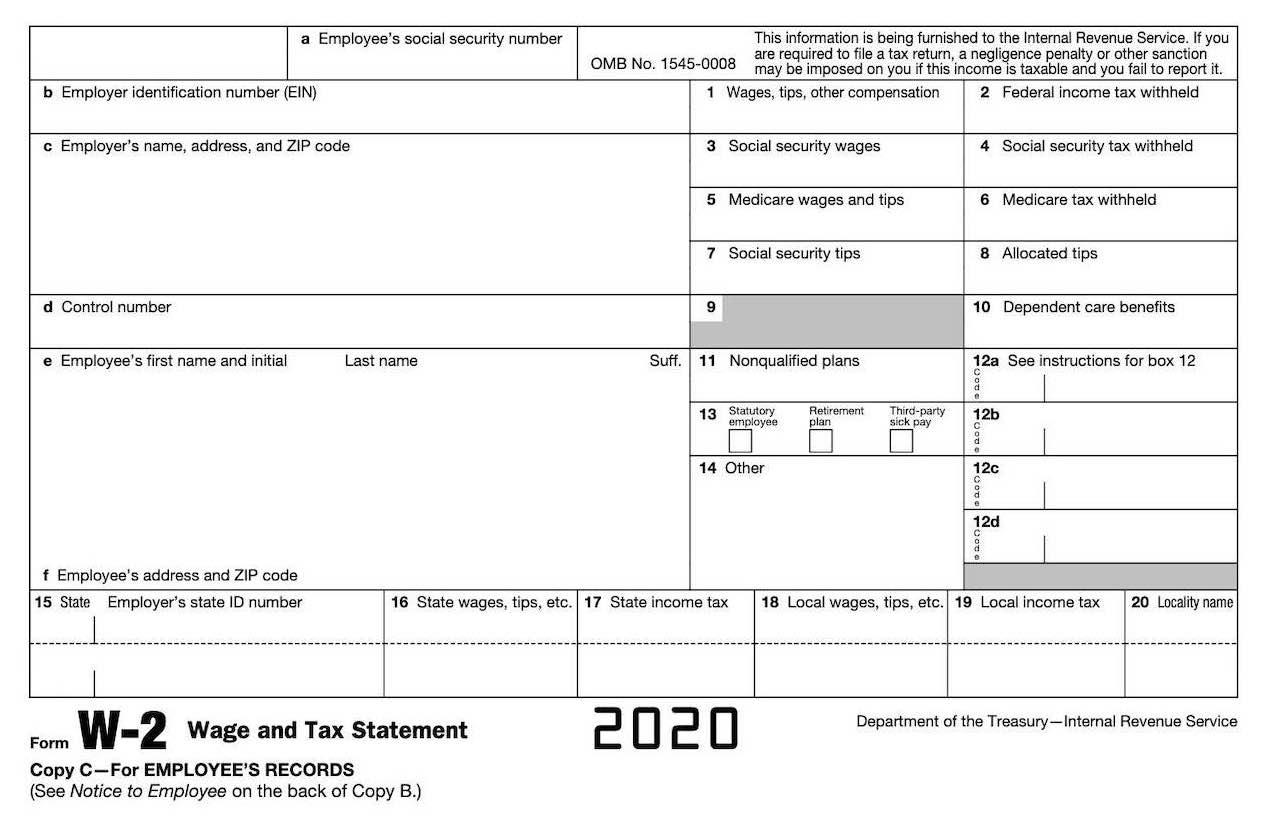 a Employee's social security number
OMB No. 1545-0008
This information is being furnished to the Internal Revenue Service. If you
are required to file a tax return, a negligence penalty or other sanction
may be imposed on you if this income is taxable and you fail to report it.
b Employer identification number (EIN)
1 Wages, tips, other compensation
2 Federal income tax withheld
c Employer's name, address, and ZIP code
3 Social security wages
4 Social security tax withheld
5 Medicare wages and tips
6 Medicare tax withheld
7 Social security tips
8 Allocated tips
d Control number
9
10 Dependent care benefits
e Employee's first name and initial
Last name
Suff.
11 Nonqualified plans
12a See instructions for box 12
Code
13
Statutory
employee
Retirement
plan
Third-party
sick pay
12b
Code
14 Other
12c
Code
12d
Code
f Employee's address and ZIP code
15 State
Employer's state ID number
16 State wages, tips, etc.
17 State income tax
18 Local wages, tips, etc.
19 Local income tax
20 Locality name
Form W-2 Wage and Tax Statement
2020
Department of the Treasury—Internal Revenue Service
Copy C—For EMPLOYEE'S RECORDS
(See Notice to Employee on the back of Copy B.)